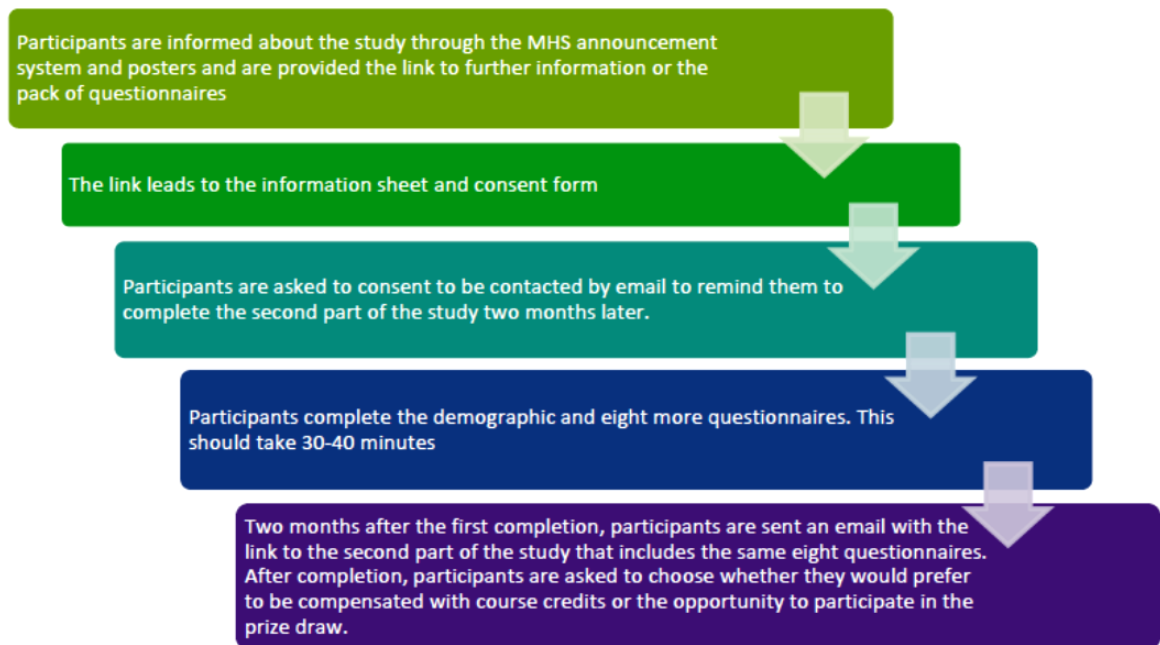 Participants are informed about the study through the MHS announcement
system and posters and are provided the link to further information or the
pack of questionnaires
The link leads to the information sheet and consent form
Participants are asked to consent to be contacted by email to remind them to
complete the second part of the study two months later.
Participants complete the demographic and eight more questionnaires. This
should take 30-40 minutes
Two months after the first completion, participants are sent an email with the
link to the second part of the study that includes the same eight questionnaires.
After completion, participants are asked to choose whether they would prefer
to be compensated with course credits or the opportunity to participate in the
prize draw.